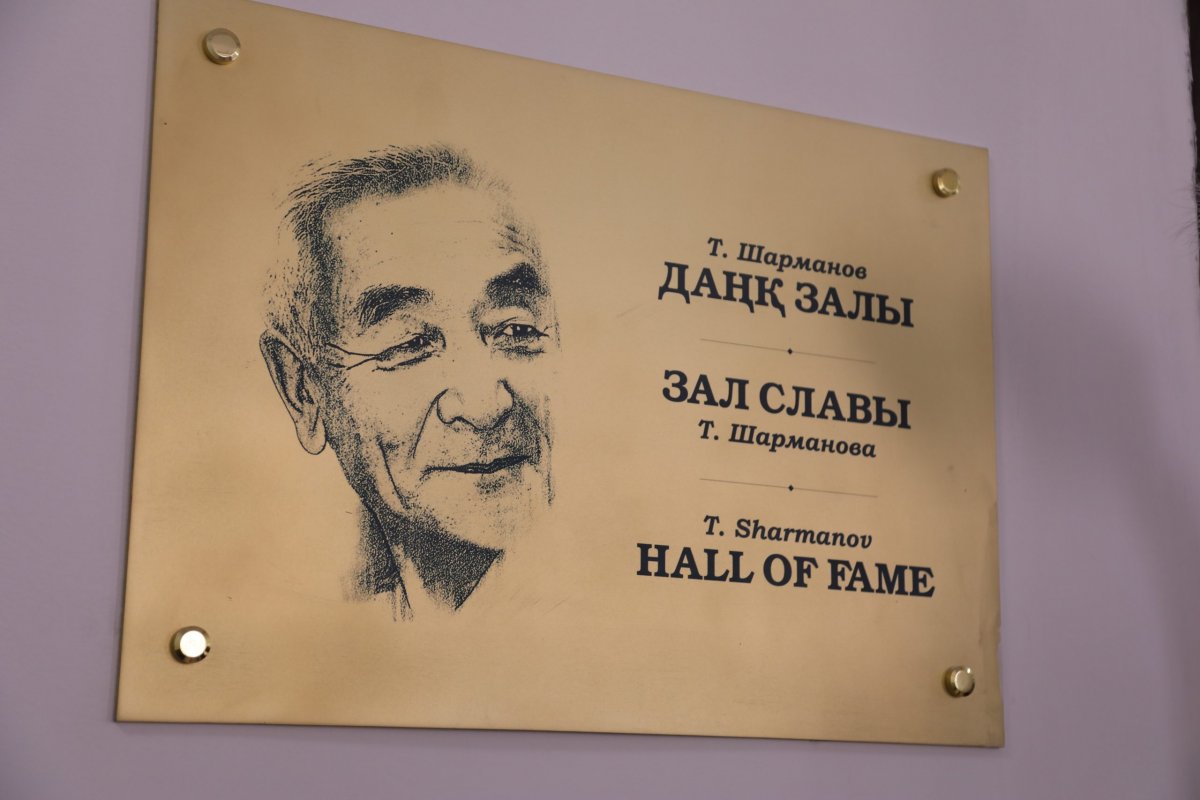 Т. Шарманов
ДАҢҚ ЗАЛЫ
ЗАЛ СЛАВЫ
Т. Шарманова
T. Sharmanov
HALL OF FAME